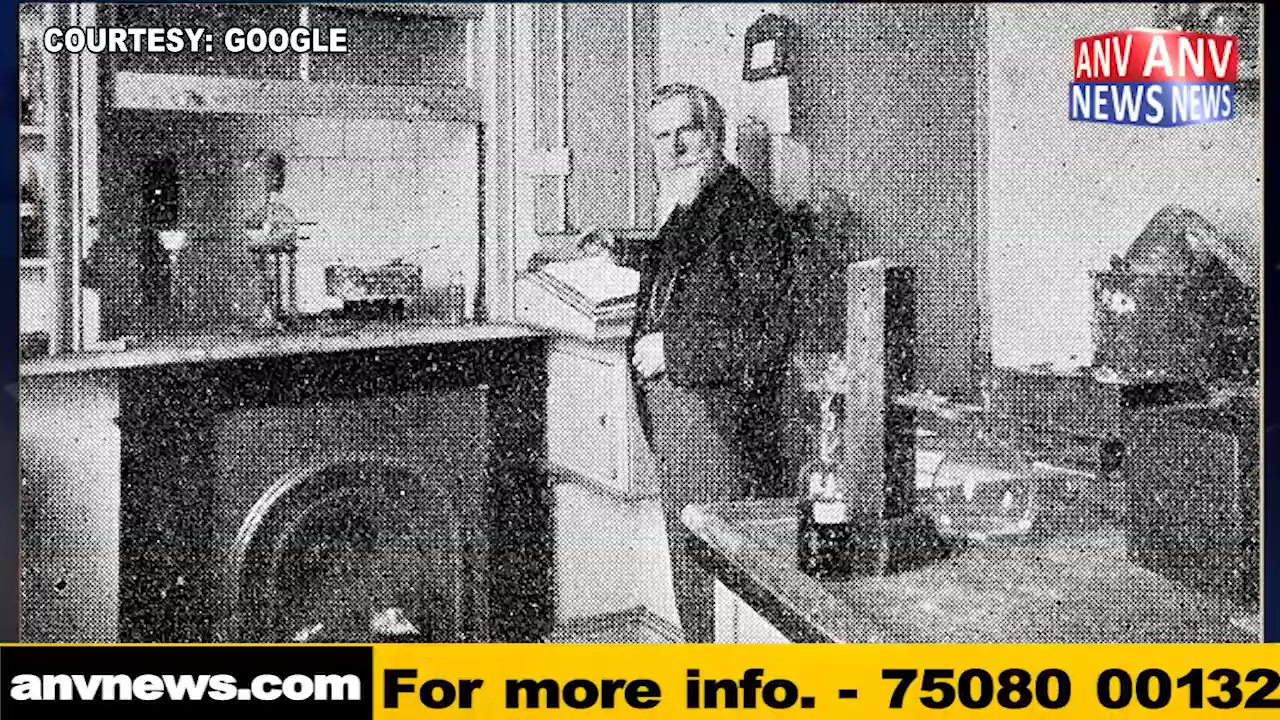 COURTESY: GOOGLE
ANV ANV
NEWS NEWS
anvnews.com
For more info. - 75080 00132